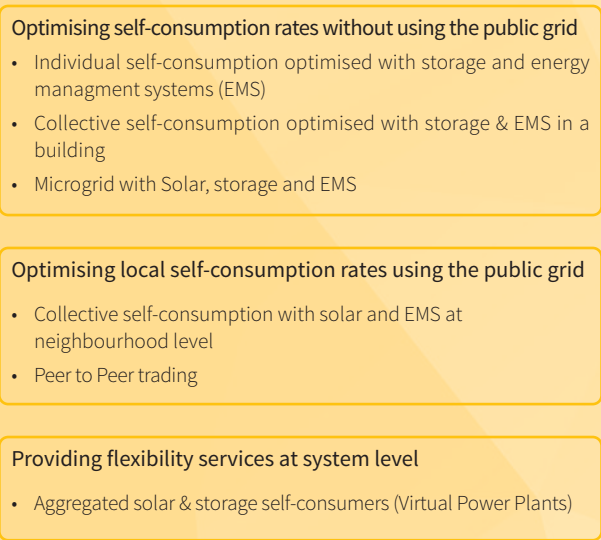 Optimising self-consumption rates without using the public grid
• Individual self-consumption optimised with storage and energy
managment systems (EMS)
• Collective self-consumption optimised with storage & EMS in a
building
• Microgrid with Solar, storage and EMS
Optimising local self-consumption rates using the public grid
• Collective self-consumption with solar and EMS at
neighbourhood level
• Peer to Peer trading
Providing flexibility services at system level
• Aggregated solar & storage self-consumers (Virtual Power Plants)